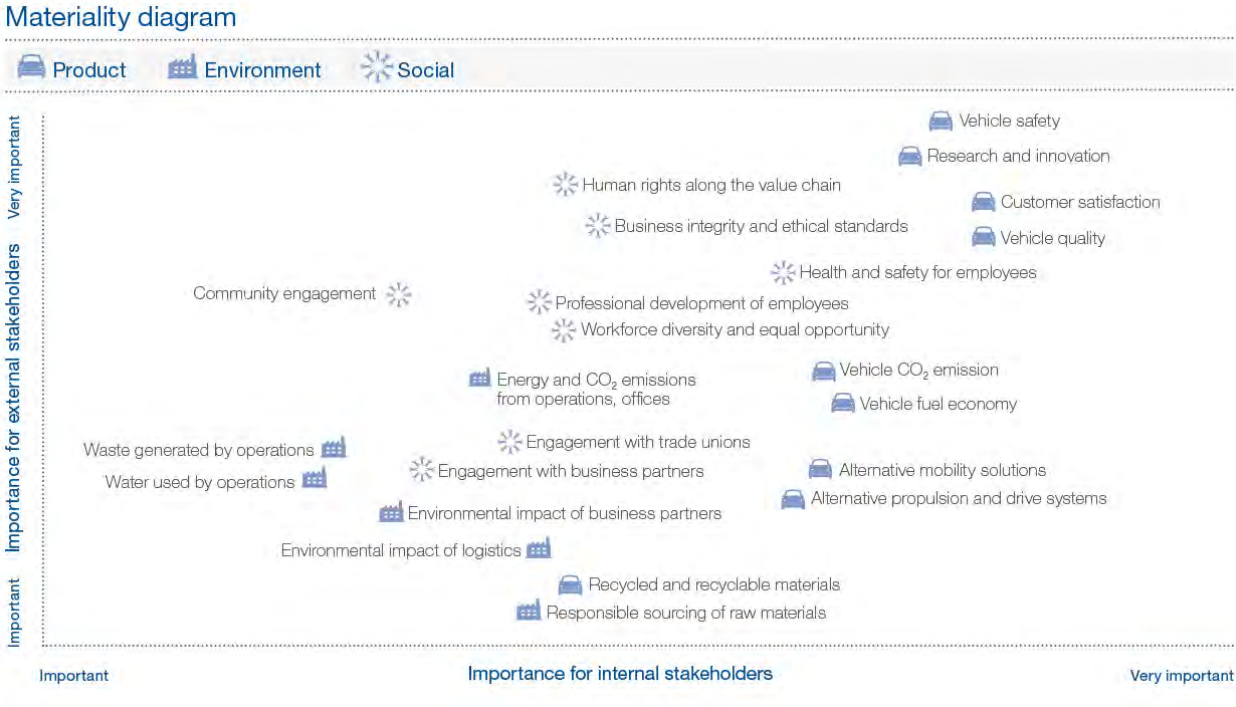 Materiality diagram
Product
Environment
Social
Very important
Importance for external stakeholders
Important
Vehicle safety
Research and innovation
Human rights along the value chain
Customer satisfaction
Business integrity and ethical standards
Vehicle quality
Health and safety for employees
Community engagement
Professional development of employees
Workforce diversity and equal opportunity
Vehicle CO₂ emission
Energy and CO₂ emissions
from operations, offices
Vehicle fuel economy
Engagement with trade unions
Waste generated by operations
Engagement with business partners
Alternative mobility solutions
Water used by operations
Alternative propulsion and drive systems
Environmental impact of business partners
Environmental impact of logistics
Recycled and recyclable materials
Responsible sourcing of raw materials
Important
Importance for internal stakeholders
Very important